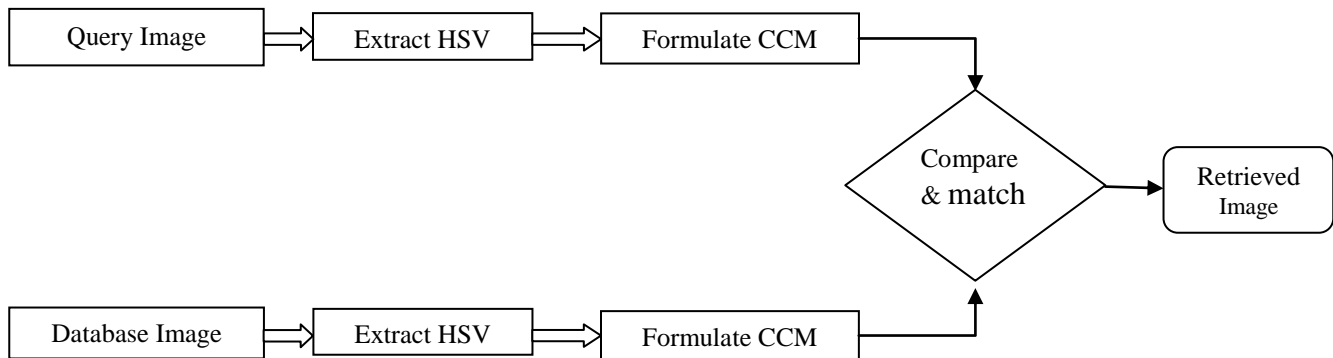 Query Image
Extract HSV
Formulate CCM
Compare
& match
Retrieved
Image
Database Image
Extract HSV
Formulate CCM